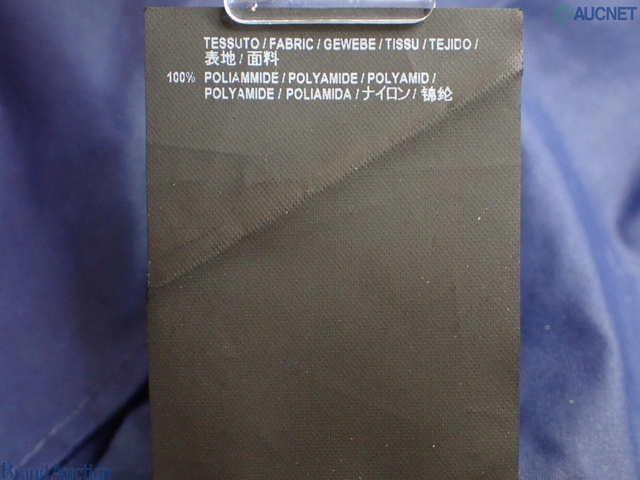 AUCNET
TESSUTO / FABRIC / GEWEBE / TISSU / TEJIDO /
表地 / 面料
100% POLIAMMIDE / POLYAMIDE / POLYAMID /
POLYAMIDE / POLIAMIDA / ナイロン / 锦纶
Brand Auction